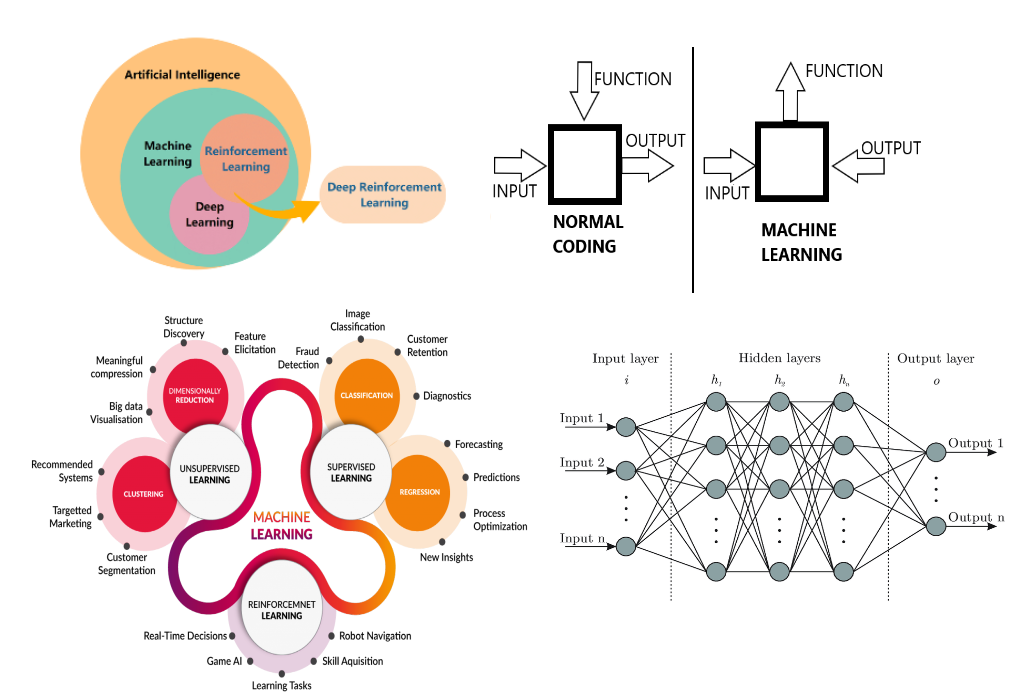 Artificial Intelligence
Machine
Learning
Reinforcement
Learning
Deep
Learning
Deep Reinforcement
Learning
FUNCTION
INPUT
OUTPUT
NORMAL
CODING
FUNCTION
INPUT
OUTPUT
MACHINE
LEARNING
Structure
Discovery
Feature
Elicitation
Meaningful
compression
Big data
Visualisation
DIMENSIONALLY
REDUCTION
UNSUPERVISED
LEARNING
CLUSTERING
Recommended
Systems
Targetted
Marketing
Customer
Segmentation
Image
Classification
Fraud
Detection
Customer
Retention
Diagnostics
CLASSIFICATION
SUPERVISED
LEARNING
REGRESSION
Forecasting
Predictions
Process
Optimization
New Insights
MACHINE
LEARNING
REINFORCEMNET
LEARNING
Real-Time Decisions
Game AI
Learning Tasks
Skill Aquisition
Robot Navigation
Input layer
i
Hidden layers
h₁ h₂ hₙ
Output layer
o
Input 1
Input 2
Input n
Output 1
Output n